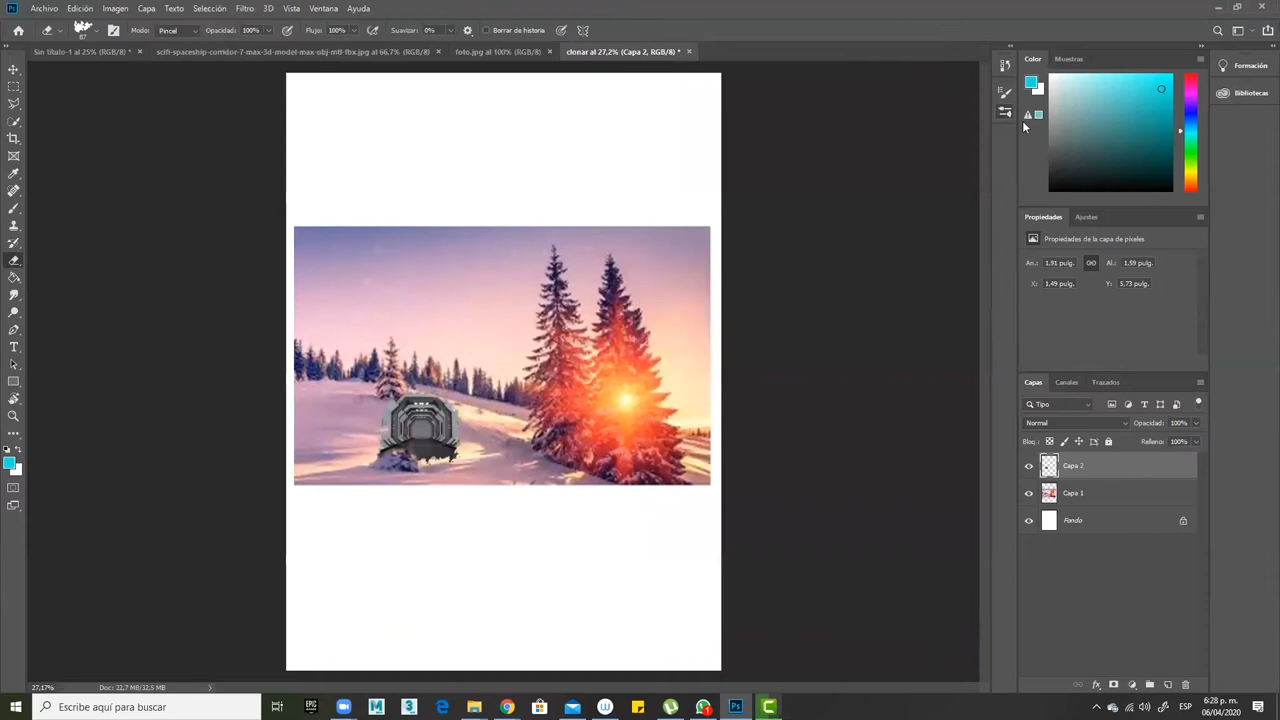 Archivo Edición Imagen Capa Texto Selección Filtro 3D Vista Ventana Ayuda
67 Modo: Pincel Opacidad: 100% Flujo: 100% Suavizar: 0% Borrar de historia
Sin título-1 al 25% (RGB/8) * × scifi-spaceship-corridor-7-max-3d-model-max-obj-mtl-fbx.jpg al 66,7% (RGB/8) × foto.jpg al 100% (RGB/8) × clonar al 27,2% (Capa 2, RGB/8) * ×
Color Muestras
Formación
Bibliotecas
Propiedades Ajustes
Propiedades de la capa de píxeles
An.: 1,91 pulg. Al.: 1,59 pulg.
X: 1,49 pulg. Y: 5,73 pulg.
Capas Canales Trazados
Tipo
Normal Opacidad: 100%
Bloq.: Relleno: 100%
Capa 2
Capa 1
Fondo
27,17% Doc: 22,7 MB/32,5 MB
Escribe aquí para buscar
ESP
6:28 p. m.
06/04/2020